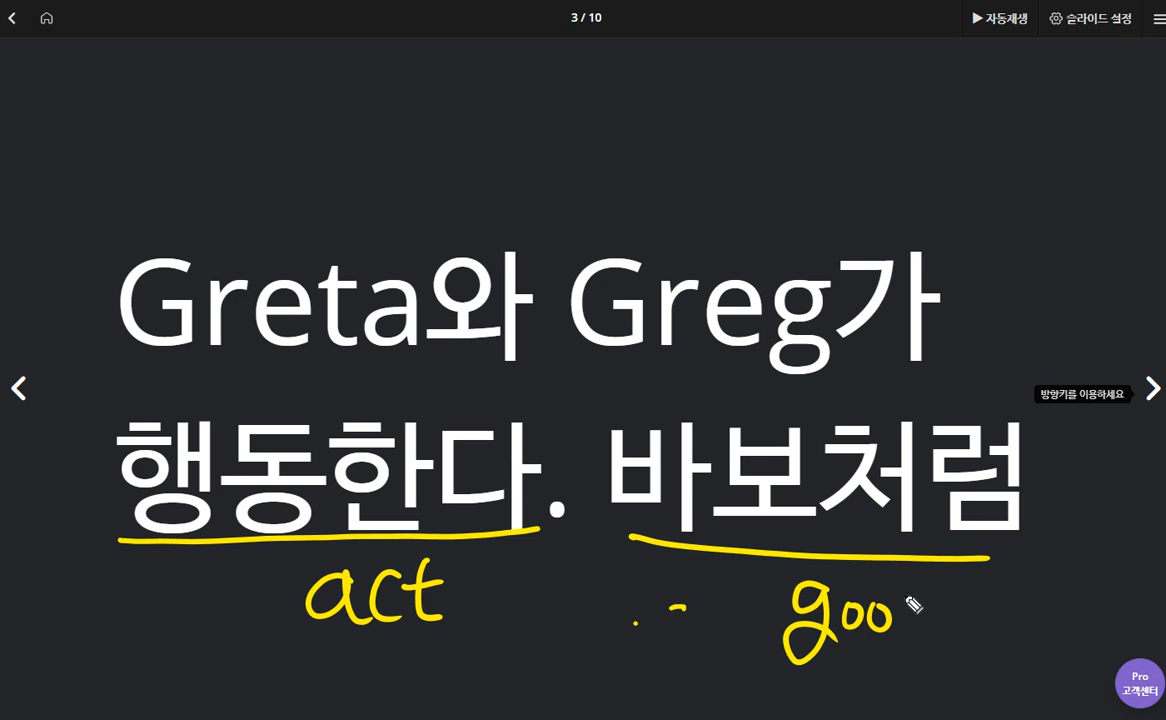 3 / 10
▶ 자동재생
슬라이드 설정
Greta와 Greg가
방향키를 이용하세요
행동한다. 바보처럼
act
goo
Pro
고객센터